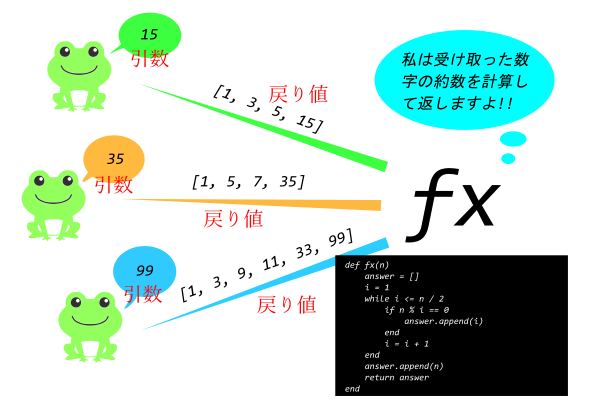 15
引数
[1, 3, 5, 15]
戻り値
35
引数
[1, 5, 7, 35]
戻り値
99
引数
[1, 3, 9, 11, 33, 99]
戻り値
私は受け取った数
字の約数を計算し
て返しますよ!!
fx
def fx(n)
    answer = []
    i = 1
    while i <= n / 2
        if n % i == 0
            answer.append(i)
        end
        i = i + 1
    end
    answer.append(n)
    return answer
end